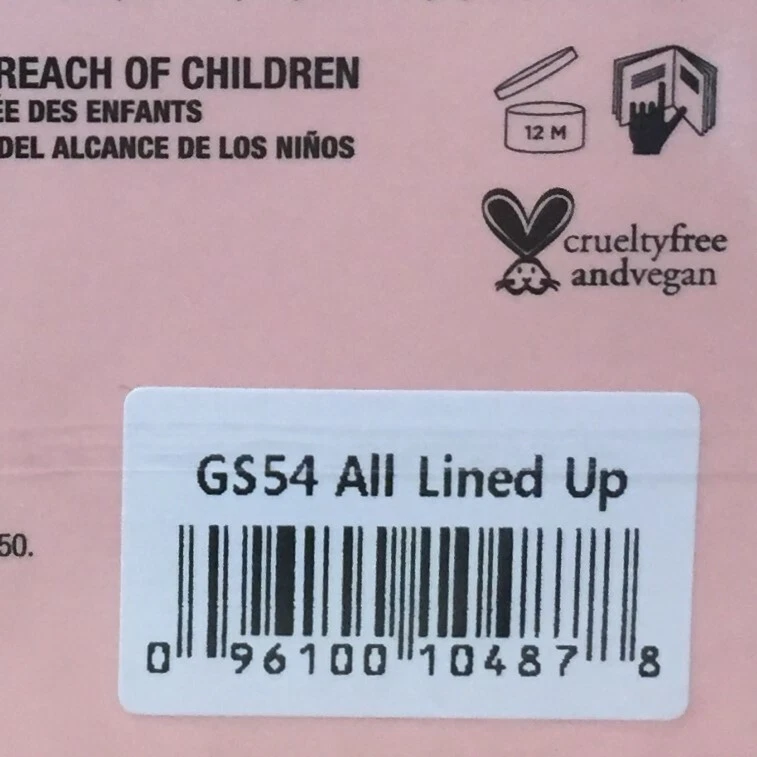 REACH OF CHILDREN
ÉE DES ENFANTS
DEL ALCANCE DE LOS NIÑOS
12 M
crueltyfree
andvegan
GS54 All Lined Up
50.
0 96100 10487 8